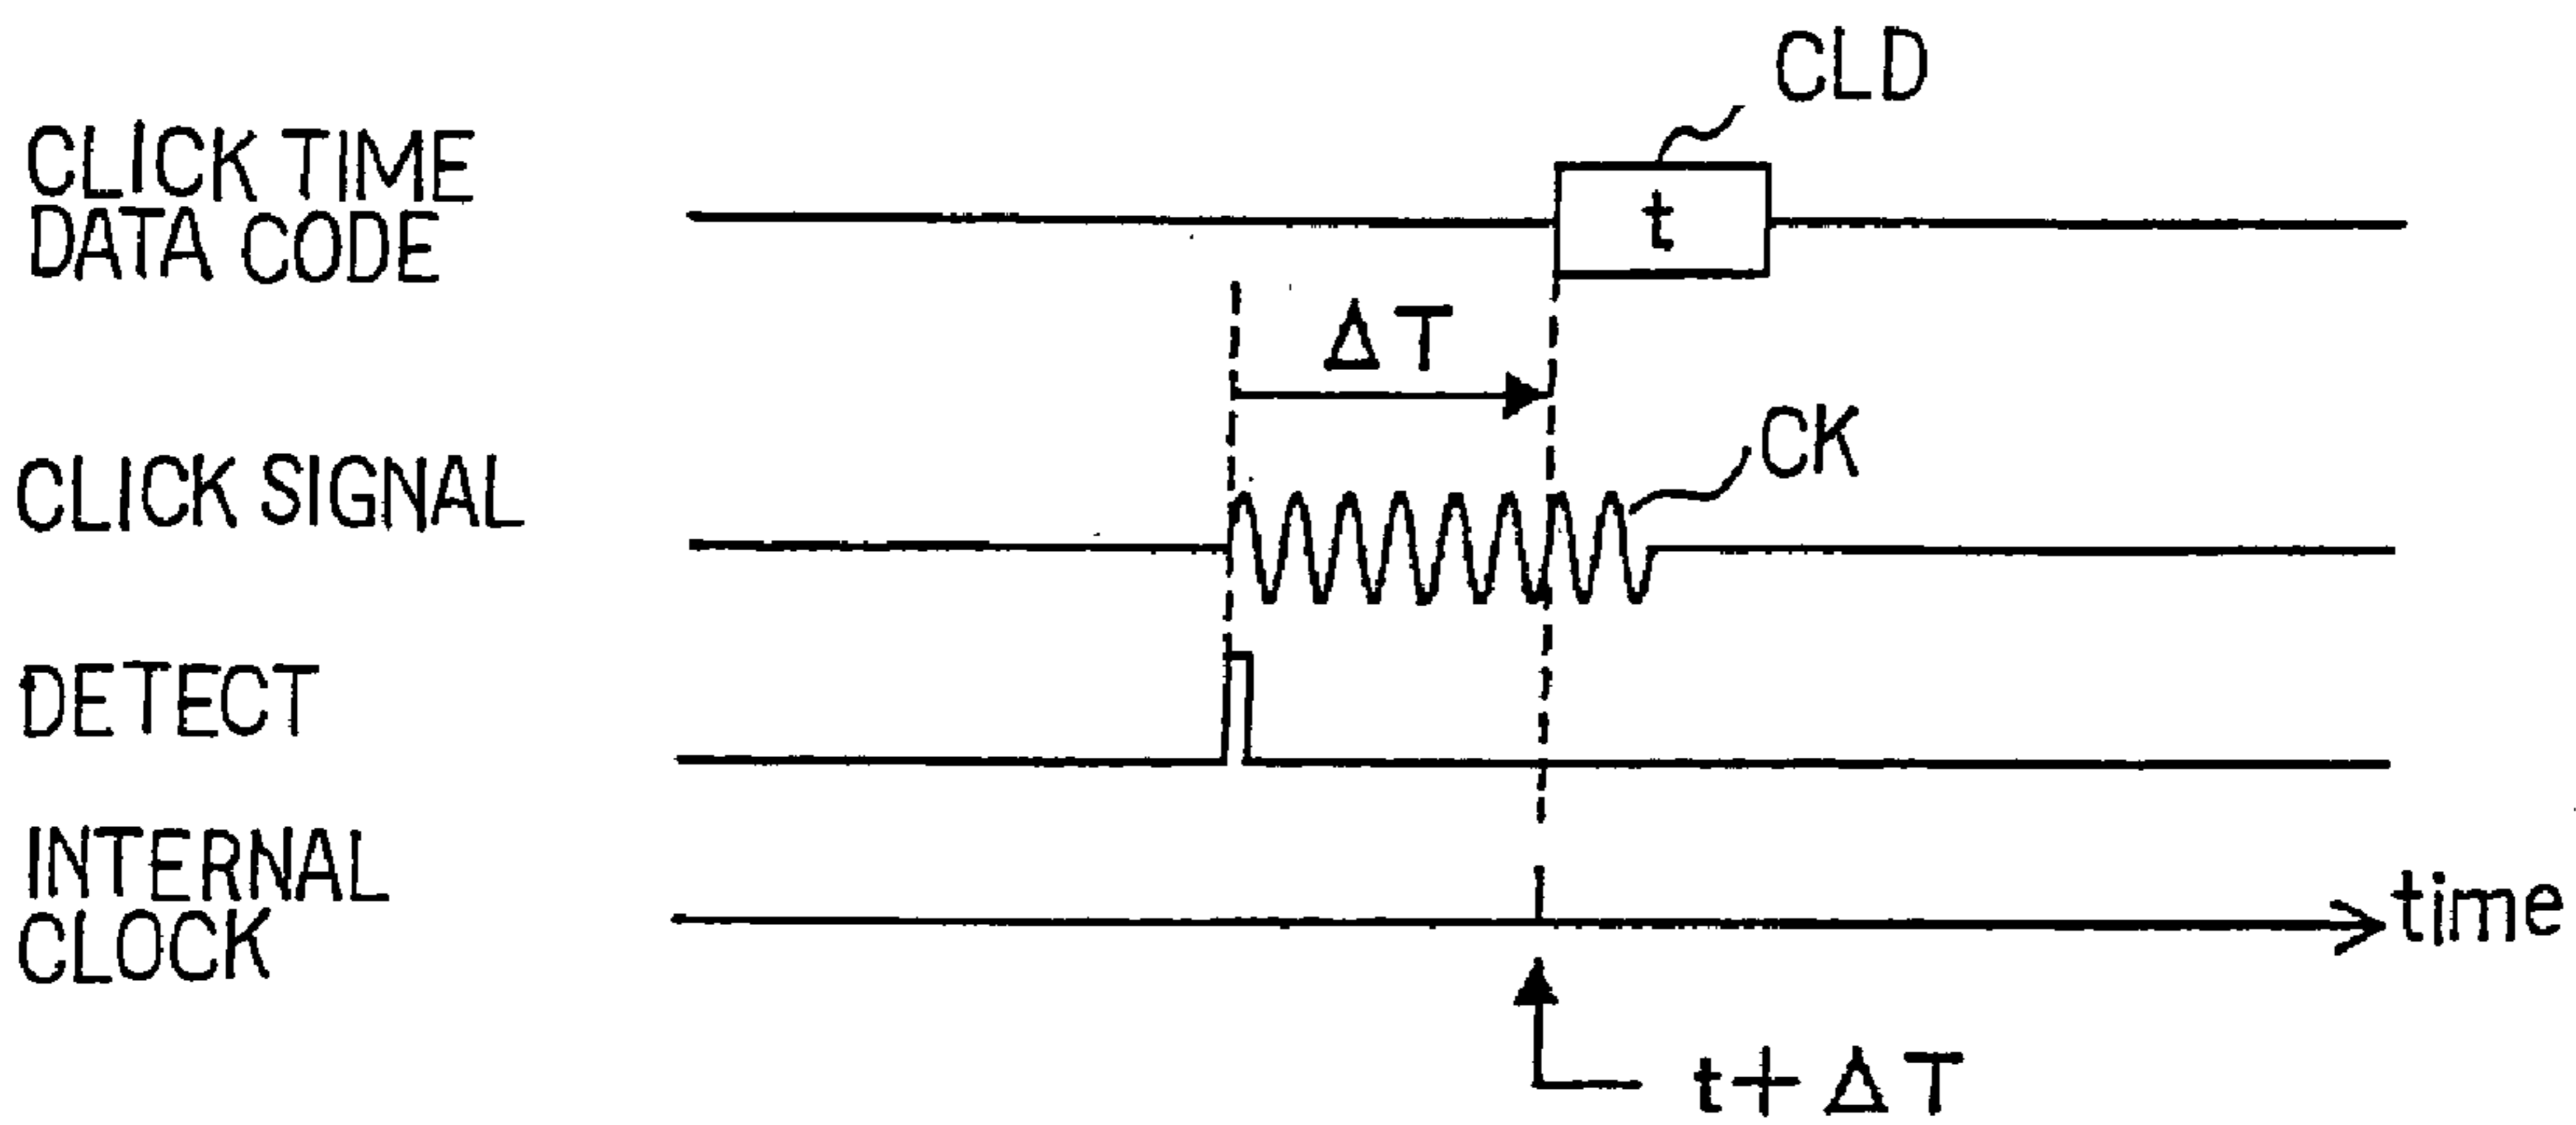 CLD
CLICK TIME
DATA CODE
t
ΔT
CK
CLICK SIGNAL
DETECT
INTERNAL
CLOCK
time
t+ΔT